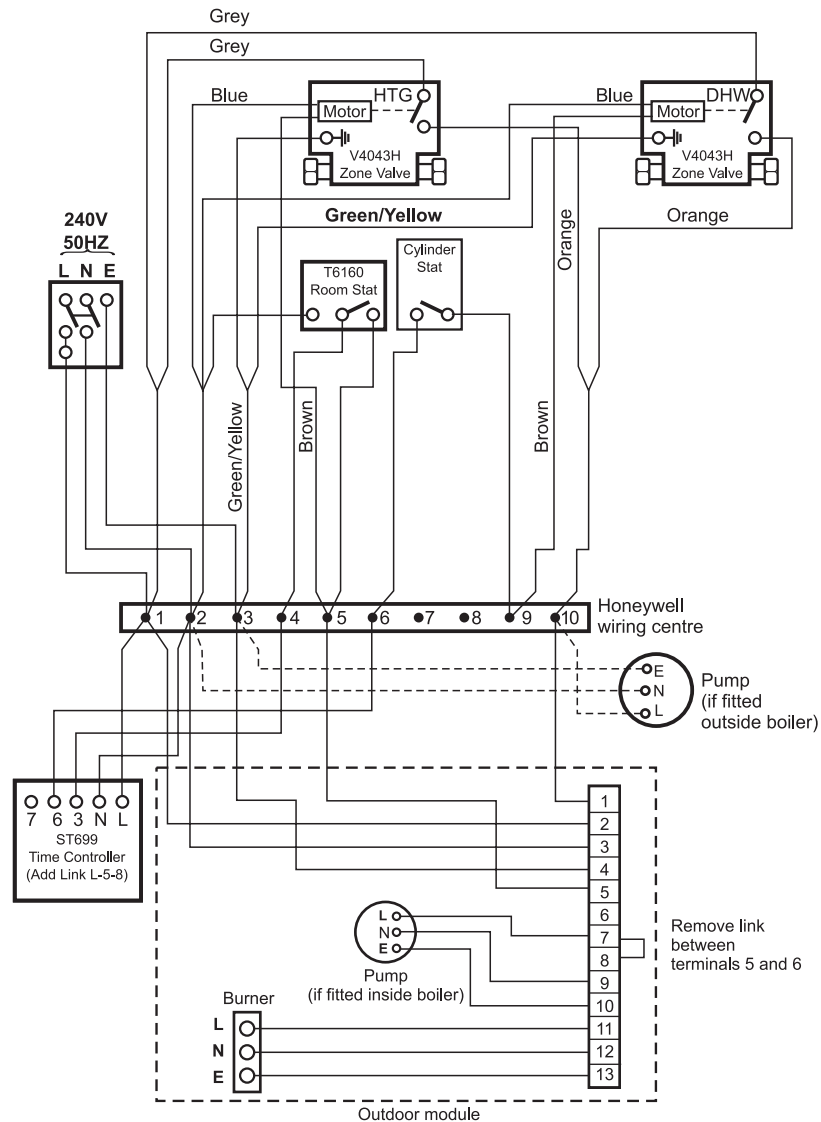 Grey
Grey
Blue
HTG
Motor
V4043H
Zone Valve
Blue
DHW
Motor
V4043H
Zone Valve
Green/Yellow
Orange
Orange
240V
50HZ
L N E
T6160
Room Stat
Cylinder
Stat
Green/Yellow
Brown
Brown
1 2 3 4 5 6 7 8 9 10
Honeywell
wiring centre
E
N
L
Pump
(if fitted
outside boiler)
7 6 3 N L
ST699
Time Controller
(Add Link L-5-8)
1
2
3
4
5
6
7
8
9
10
11
12
13
Remove link
between
terminals 5 and 6
L
N
E
Pump
(if fitted inside boiler)
Burner
L
N
E
Outdoor module